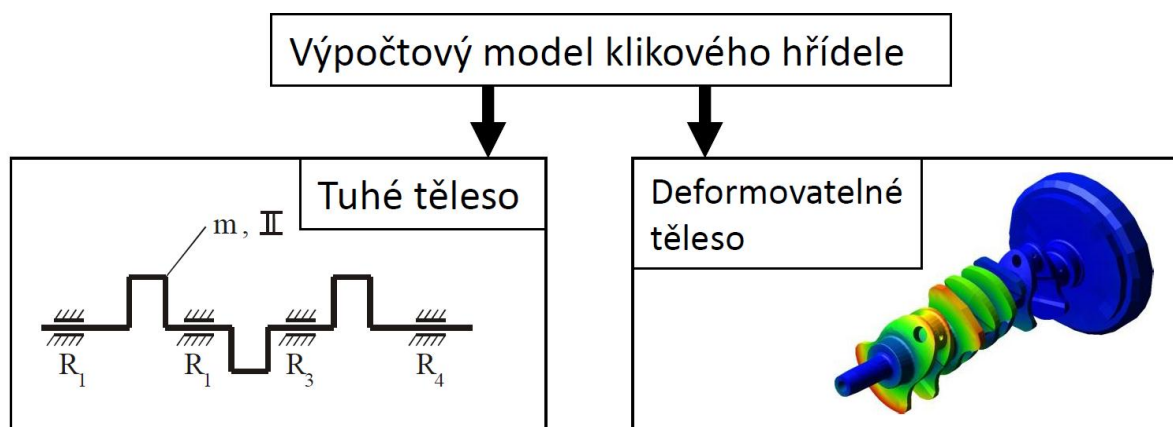 Výpočtový model klikového hřídele
Tuhé těleso
m, II
R1 R1 R3 R4
Deformovatelné
těleso